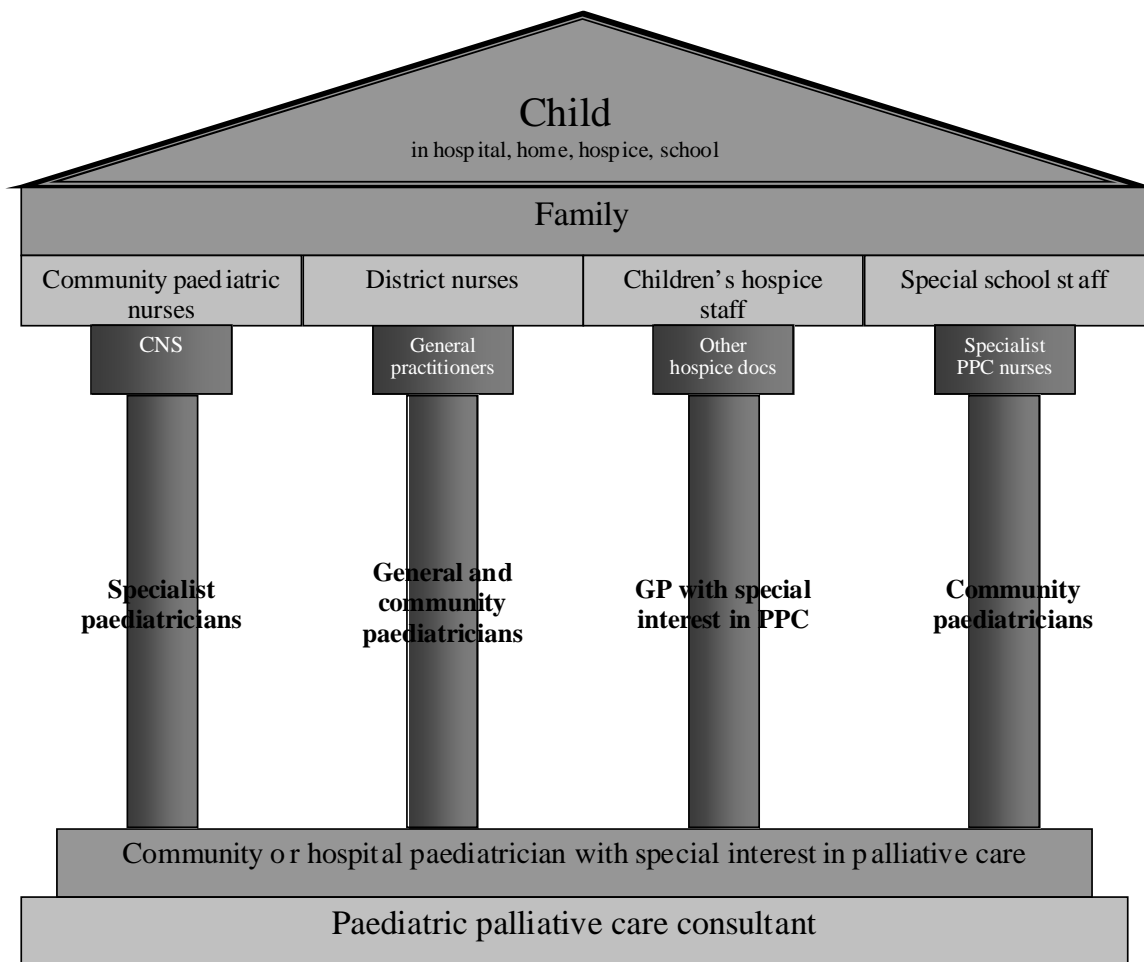 Child
in hospital, home, hospice, school
Family
Community paediatric
nurses
District nurses
Children’s hospice
staff
Special school staff
CNS
General
practitioners
Other
hospice docs
Specialist
PPC nurses
Specialist
paediatricians
General and
community
paediatricians
GP with special
interest in PPC
Community
paediatricians
Community or hospital paediatrician with special interest in palliative care
Paediatric palliative care consultant